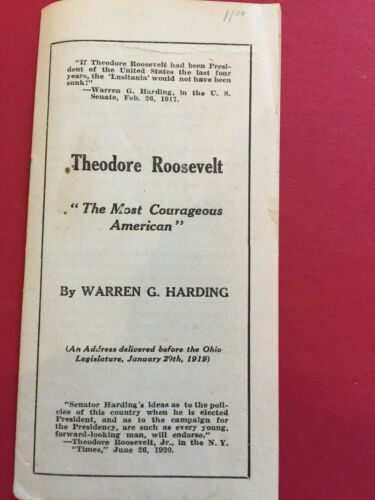 11.00
"If Theodore Roosevelt had been Presi-
dent of the United States the last four
years, the 'Lusitania' would not have been
sunk!"
—Warren G. Harding, in the U. S.
Senate, Feb. 26, 1917.
Theodore Roosevelt
"The Most Courageous
American"
By WARREN G. HARDING
(An Address delivered before the Ohio
Legislature, January 29th, 1919)
"Senator Harding's ideas as to the poli-
cies of this country when he is elected
President, and as to the campaign for
the Presidency, are such as every young,
forward-looking man, will endorse."
—Theodore Roosevelt, Jr., in the N. Y.
"Times," June 26, 1920.